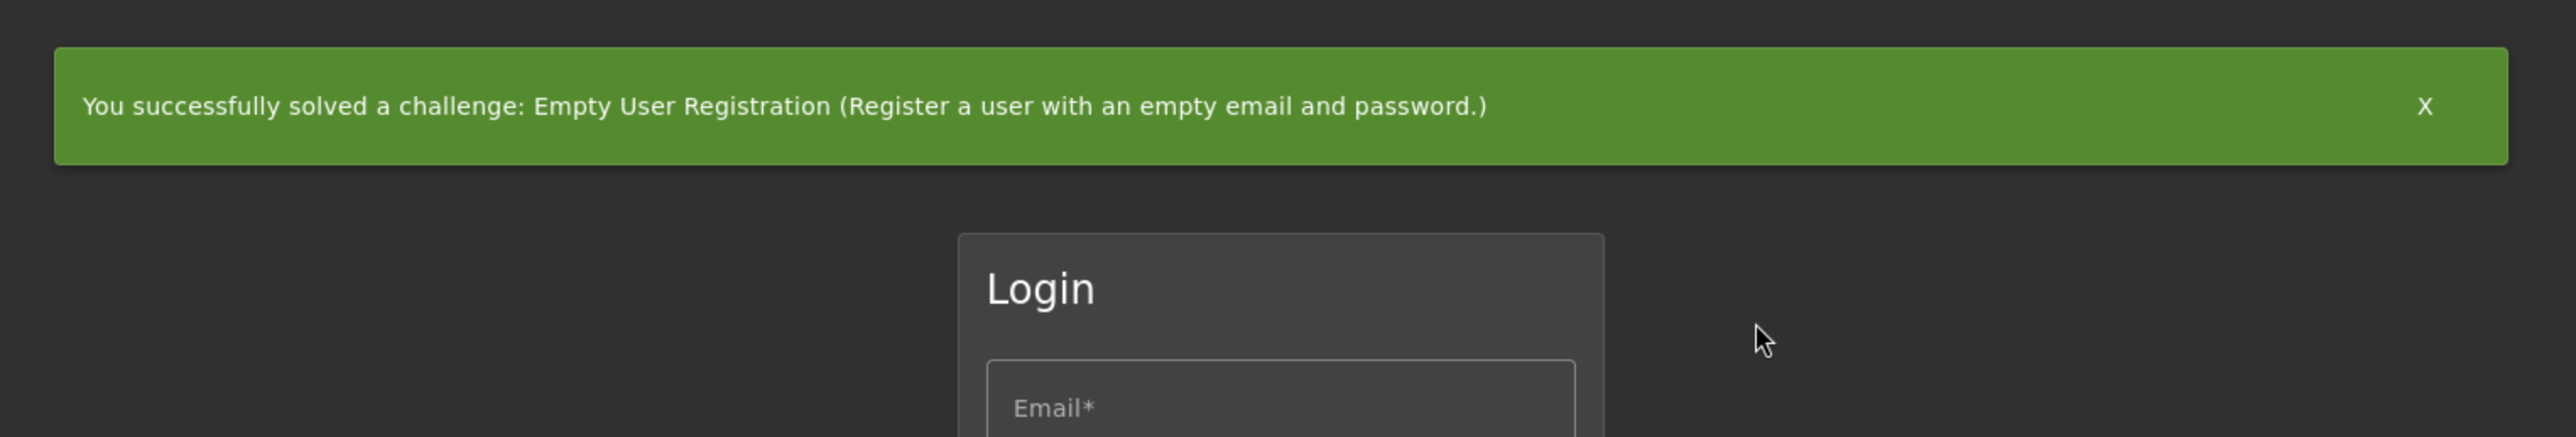 You successfully solved a challenge: Empty User Registration (Register a user with an empty email and password.)
X
Login
Email*